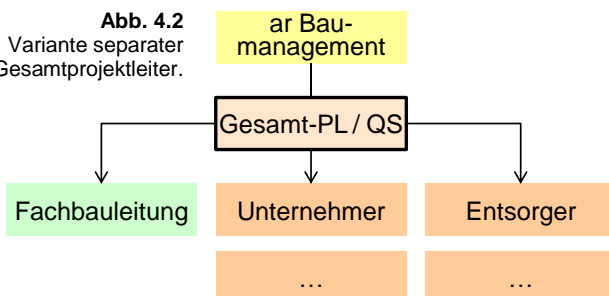 Abb. 4.2
Variante separater
Gesamtprojektleiter.
ar Bau-
management
Gesamt-PL / QS
Fachbauleitung
Unternehmer
Entsorger
…
…